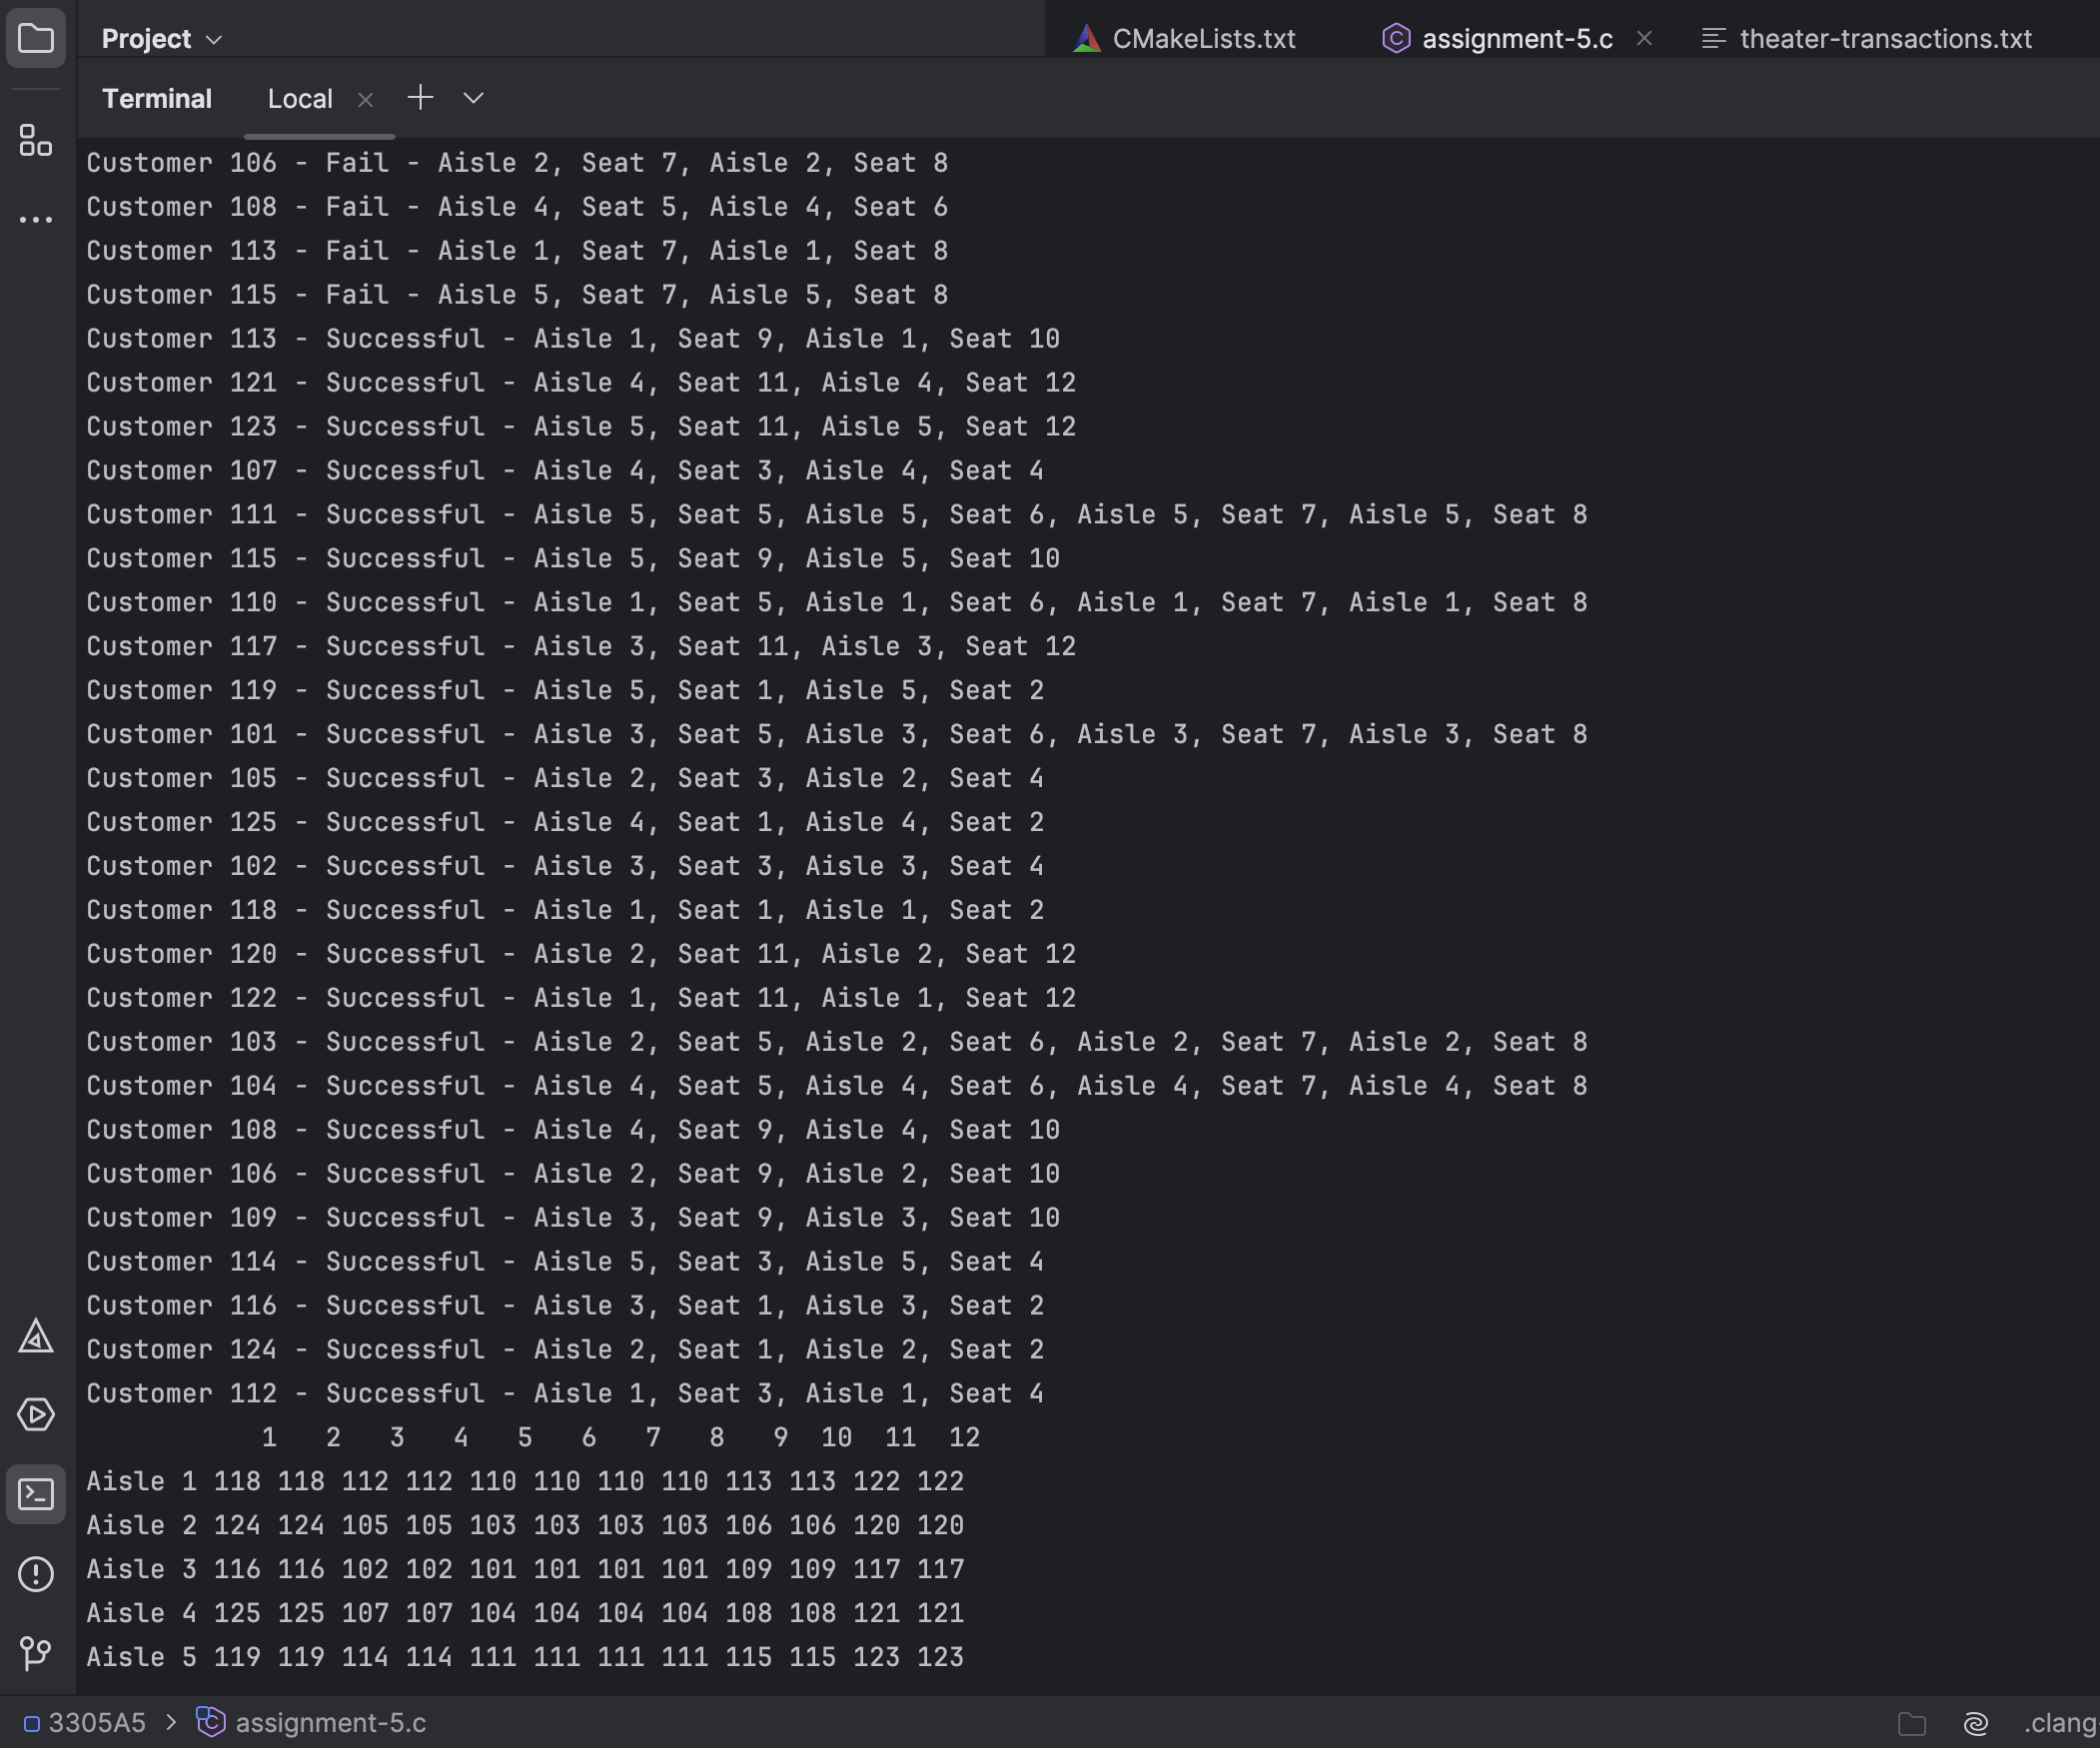 Project
CMakeLists.txt
assignment-5.c
theater-transactions.txt
Terminal
Local
Customer 106 - Fail - Aisle 2, Seat 7, Aisle 2, Seat 8
Customer 108 - Fail - Aisle 4, Seat 5, Aisle 4, Seat 6
Customer 113 - Fail - Aisle 1, Seat 7, Aisle 1, Seat 8
Customer 115 - Fail - Aisle 5, Seat 7, Aisle 5, Seat 8
Customer 113 - Successful - Aisle 1, Seat 9, Aisle 1, Seat 10
Customer 121 - Successful - Aisle 4, Seat 11, Aisle 4, Seat 12
Customer 123 - Successful - Aisle 5, Seat 11, Aisle 5, Seat 12
Customer 107 - Successful - Aisle 4, Seat 3, Aisle 4, Seat 4
Customer 111 - Successful - Aisle 5, Seat 5, Aisle 5, Seat 6, Aisle 5, Seat 7, Aisle 5, Seat 8
Customer 115 - Successful - Aisle 5, Seat 9, Aisle 5, Seat 10
Customer 110 - Successful - Aisle 1, Seat 5, Aisle 1, Seat 6, Aisle 1, Seat 7, Aisle 1, Seat 8
Customer 117 - Successful - Aisle 3, Seat 11, Aisle 3, Seat 12
Customer 119 - Successful - Aisle 5, Seat 1, Aisle 5, Seat 2
Customer 101 - Successful - Aisle 3, Seat 5, Aisle 3, Seat 6, Aisle 3, Seat 7, Aisle 3, Seat 8
Customer 105 - Successful - Aisle 2, Seat 3, Aisle 2, Seat 4
Customer 125 - Successful - Aisle 4, Seat 1, Aisle 4, Seat 2
Customer 102 - Successful - Aisle 3, Seat 3, Aisle 3, Seat 4
Customer 118 - Successful - Aisle 1, Seat 1, Aisle 1, Seat 2
Customer 120 - Successful - Aisle 2, Seat 11, Aisle 2, Seat 12
Customer 122 - Successful - Aisle 1, Seat 11, Aisle 1, Seat 12
Customer 103 - Successful - Aisle 2, Seat 5, Aisle 2, Seat 6, Aisle 2, Seat 7, Aisle 2, Seat 8
Customer 104 - Successful - Aisle 4, Seat 5, Aisle 4, Seat 6, Aisle 4, Seat 7, Aisle 4, Seat 8
Customer 108 - Successful - Aisle 4, Seat 9, Aisle 4, Seat 10
Customer 106 - Successful - Aisle 2, Seat 9, Aisle 2, Seat 10
Customer 109 - Successful - Aisle 3, Seat 9, Aisle 3, Seat 10
Customer 114 - Successful - Aisle 5, Seat 3, Aisle 5, Seat 4
Customer 116 - Successful - Aisle 3, Seat 1, Aisle 3, Seat 2
Customer 124 - Successful - Aisle 2, Seat 1, Aisle 2, Seat 2
Customer 112 - Successful - Aisle 1, Seat 3, Aisle 1, Seat 4
1 2 3 4 5 6 7 8 9 10 11 12
Aisle 1 118 118 112 112 110 110 110 110 113 113 122 122
Aisle 2 124 124 105 105 103 103 103 103 106 106 120 120
Aisle 3 116 116 102 102 101 101 101 101 109 109 117 117
Aisle 4 125 125 107 107 104 104 104 104 108 108 121 121
Aisle 5 119 119 114 114 111 111 111 111 115 115 123 123
3305A5 > assignment-5.c
.clang